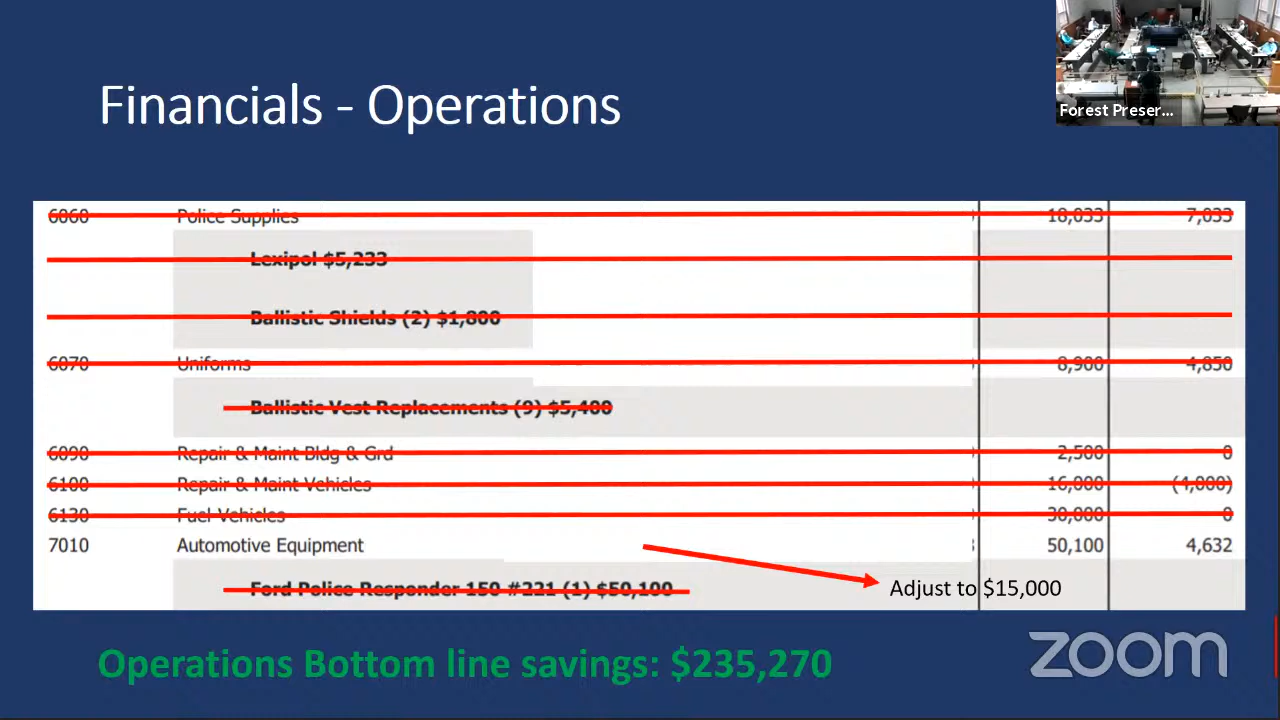 Financials - Operations
Forest Preser...
6060 Police Supplies 18,033 7,033
Lexipol $5,233
Ballistic Shields (2) $1,800
6070 Uniforms 8,900 4,850
Ballistic Vest Replacements (9) $5,400
6090 Repair & Maint Bldg & Grd 2,500 0
6100 Repair & Maint Vehicles 16,000 (4,000)
6130 Fuel Vehicles 30,000 0
7010 Automotive Equipment 50,100 4,632
Ford Police Responder 150 #221 (1) $50,100 Adjust to $15,000
Operations Bottom line savings: $235,270
zoom